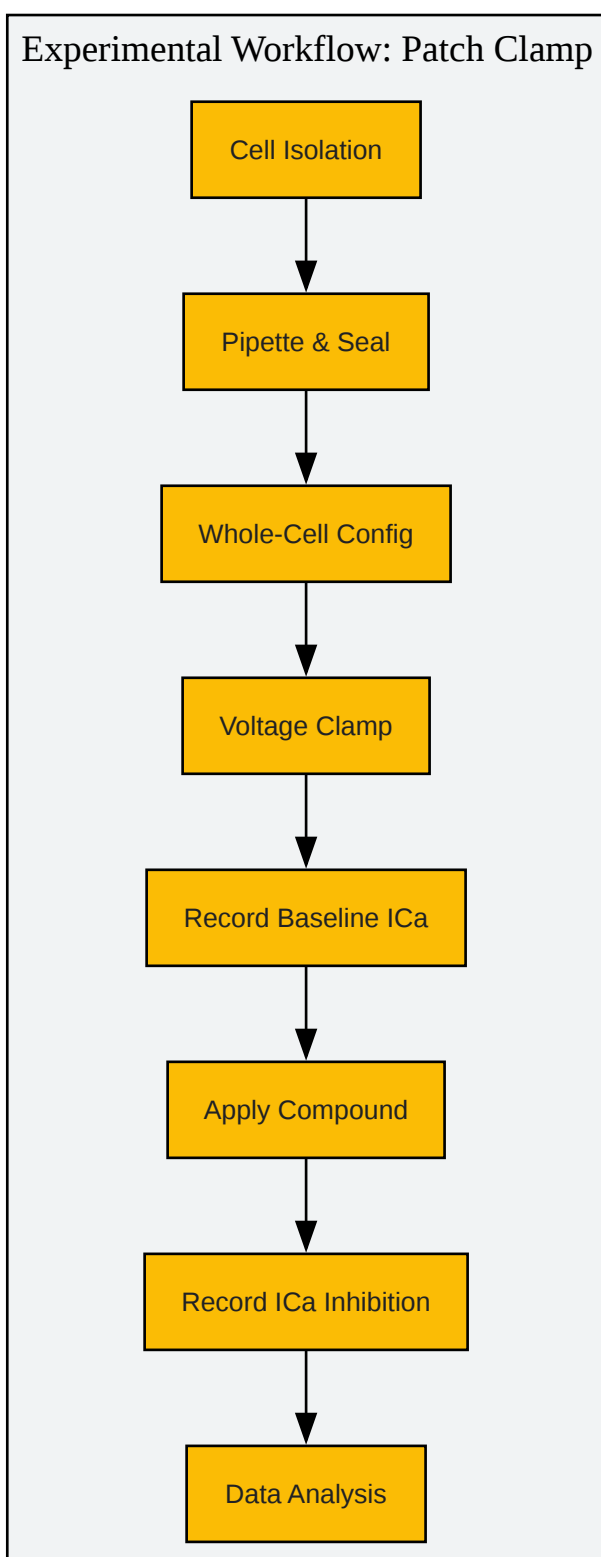 Experimental Workflow: Patch Clamp
Cell Isolation
Pipette & Seal
Whole-Cell Config
Voltage Clamp
Record Baseline ICa
Apply Compound
Record ICa Inhibition
Data Analysis